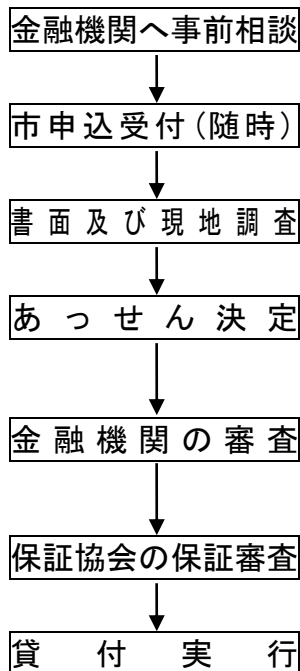 金融機関へ事前相談
市申込受付(随時)
書面及び現地調査
あっせん決定
金融機関の審査
保証協会の保証審査
貸付実行